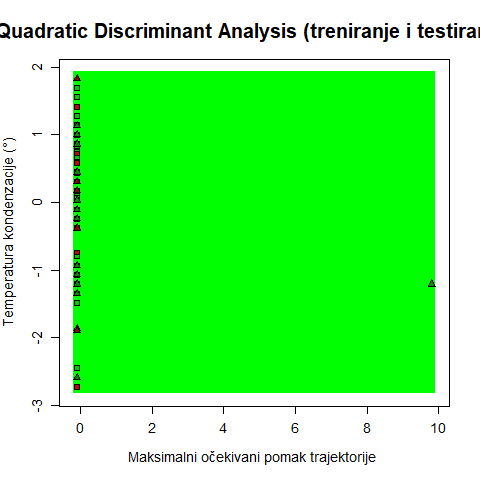 Quadratic Discriminant Analysis (treniranje i testiran
Temperatura kondenzacije (°)
2
1
0
-1
-2
-3
0 2 4 6 8 10
Maksimalni očekivani pomak trajektorije